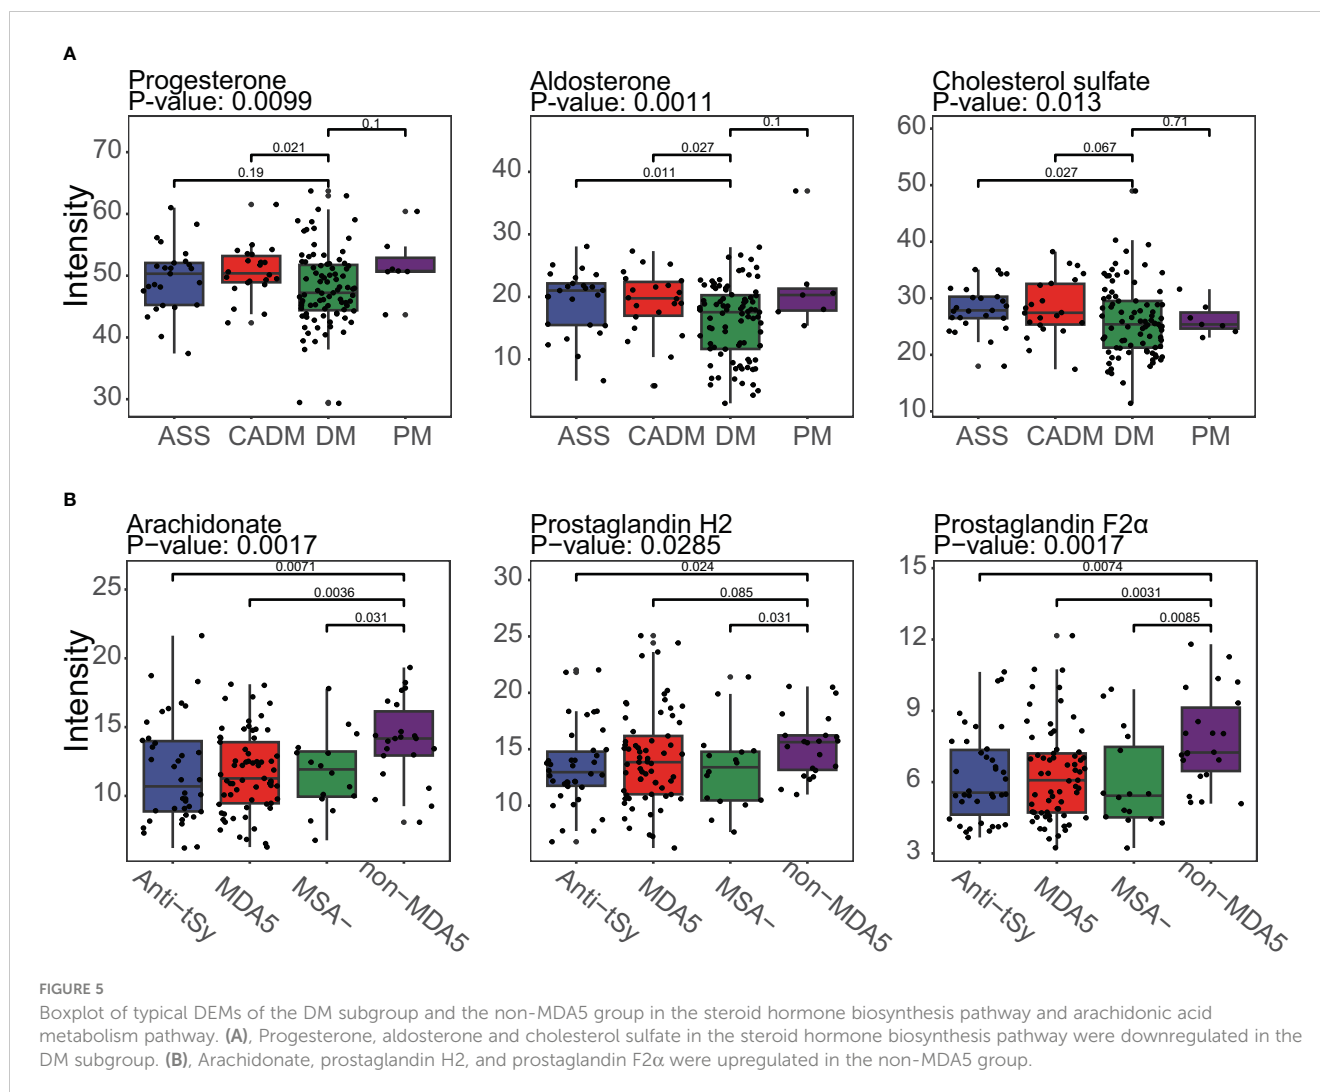 A
Progesterone
P-value: 0.0099
Aldosterone
P-value: 0.0011
Cholesterol sulfate
P-value: 0.013
Intensity
70
60
50
40
30
0.1
0.021
0.19
ASS CADM DM PM
40
30
20
10
0.1
0.027
0.011
ASS CADM DM PM
60
50
40
30
20
10
0.71
0.067
0.027
ASS CADM DM PM
B
Arachidonate
P−value: 0.0017
Prostaglandin H2
P−value: 0.0285
Prostaglandin F2α
P−value: 0.0017
Intensity
25
20
15
10
0.0071
0.0036
0.031
Anti−tSy MDA5 MSA− non−MDA5
30
25
20
15
10
0.024
0.085
0.031
Anti−tSy MDA5 MSA− non−MDA5
15
12
9
6
3
0.0074
0.0031
0.0085
Anti−tSy MDA5 MSA− non−MDA5
FIGURE 5
Boxplot of typical DEMs of the DM subgroup and the non-MDA5 group in the steroid hormone biosynthesis pathway and arachidonic acid
metabolism pathway. (A), Progesterone, aldosterone and cholesterol sulfate in the steroid hormone biosynthesis pathway were downregulated in the
DM subgroup. (B), Arachidonate, prostaglandin H2, and prostaglandin F2α were upregulated in the non-MDA5 group.